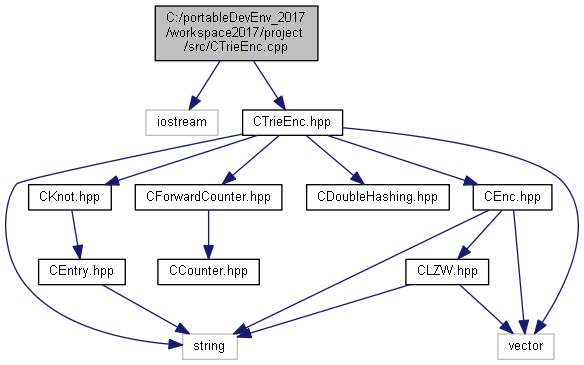 C:/portableDevEnv_2017
/workspace2017/project
/src/CTrieEnc.cpp
iostream
CTrieEnc.hpp
CKnot.hpp
CForwardCounter.hpp
CDoubleHashing.hpp
CEnc.hpp
CEntry.hpp
CCounter.hpp
CLZW.hpp
string
vector